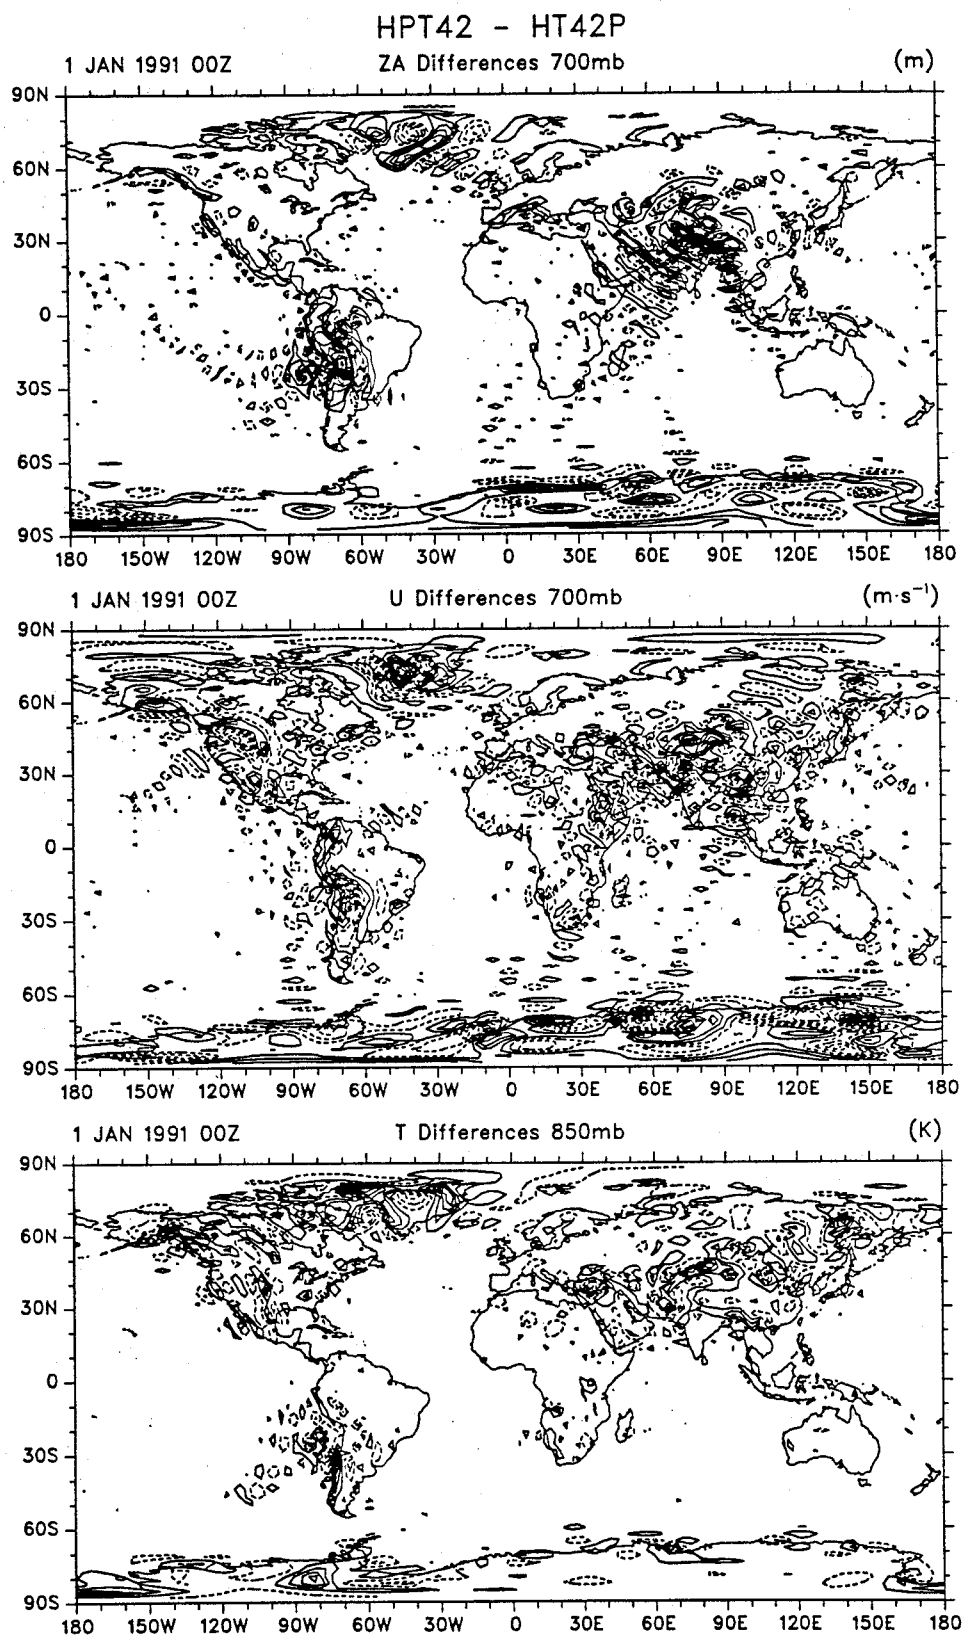 HPT42 – HT42P
1 JAN 1991 00Z ZA Differences 700mb (m)
90N
60N
30N
0
30S
60S
90S
180 150W 120W 90W 60W 30W 0 30E 60E 90E 120E 150E 180
1 JAN 1991 00Z U Differences 700mb (m·s⁻¹)
90N
60N
30N
0
30S
60S
90S
180 150W 120W 90W 60W 30W 0 30E 60E 90E 120E 150E 180
1 JAN 1991 00Z T Differences 850mb (K)
90N
60N
30N
0
30S
60S
90S
180 150W 120W 90W 60W 30W 0 30E 60E 90E 120E 150E 180